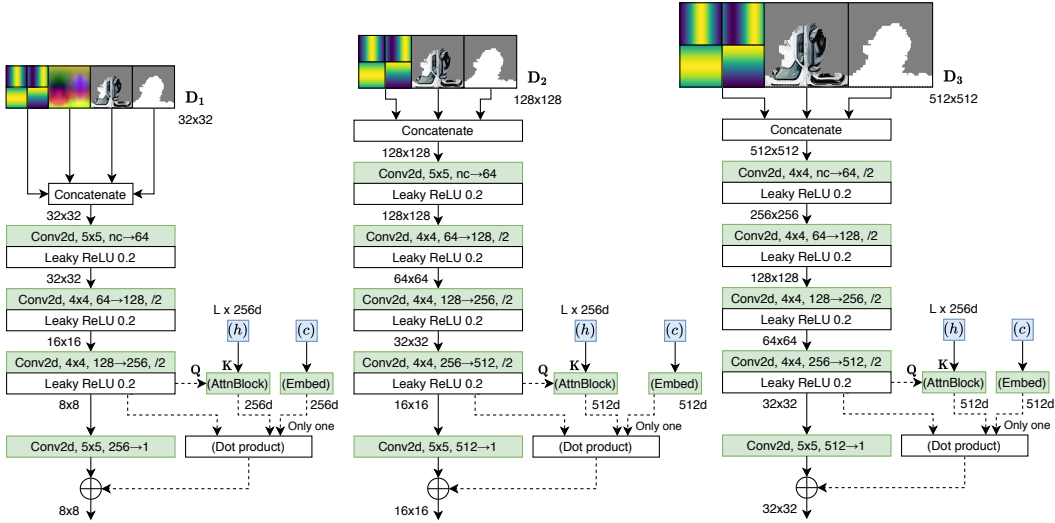 D₁
32x32
Concatenate
32x32
Conv2d, 5x5, nc→64
Leaky ReLU 0.2
32x32
Conv2d, 4x4, 64→128, /2
Leaky ReLU 0.2
16x16
Conv2d, 4x4, 128→256, /2
Leaky ReLU 0.2
8x8
Conv2d, 5x5, 256→1
8x8
L x 256d
(h)
(c)
Q
K
(AttnBlock)
(Embed)
256d
256d
Only one
(Dot product)
D₂
128x128
Concatenate
128x128
Conv2d, 5x5, nc→64
Leaky ReLU 0.2
128x128
Conv2d, 4x4, 64→128, /2
Leaky ReLU 0.2
64x64
Conv2d, 4x4, 128→256, /2
Leaky ReLU 0.2
32x32
Conv2d, 4x4, 256→512, /2
Leaky ReLU 0.2
16x16
Conv2d, 5x5, 512→1
16x16
L x 256d
(h)
(c)
Q
K
(AttnBlock)
(Embed)
512d
512d
Only one
(Dot product)
D₃
512x512
Concatenate
512x512
Conv2d, 4x4, nc→64, /2
Leaky ReLU 0.2
256x256
Conv2d, 4x4, 64→128, /2
Leaky ReLU 0.2
128x128
Conv2d, 4x4, 128→256, /2
Leaky ReLU 0.2
64x64
Conv2d, 4x4, 256→512, /2
Leaky ReLU 0.2
32x32
Conv2d, 5x5, 512→1
32x32
L x 256d
(h)
(c)
Q
K
(AttnBlock)
(Embed)
512d
512d
Only one
(Dot product)